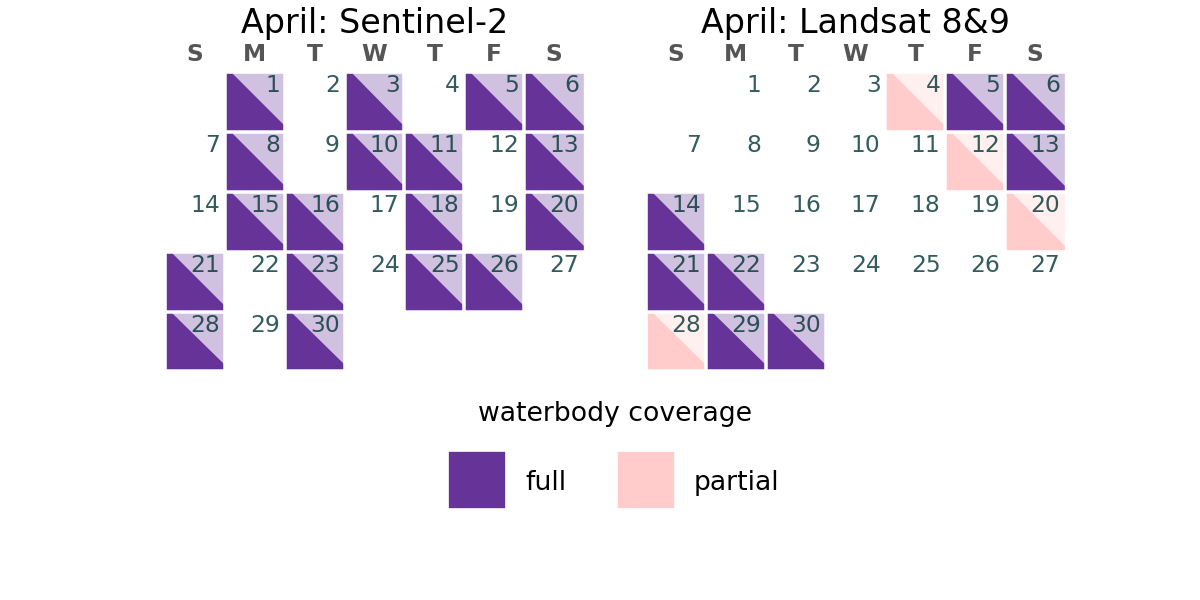 April: Sentinel-2
S M T W T F S
1 2 3 4 5 6
7 8 9 10 11 12 13
14 15 16 17 18 19 20
21 22 23 24 25 26 27
28 29 30
April: Landsat 8&9
S M T W T F S
1 2 3 4 5 6
7 8 9 10 11 12 13
14 15 16 17 18 19 20
21 22 23 24 25 26 27
28 29 30
waterbody coverage
full
partial